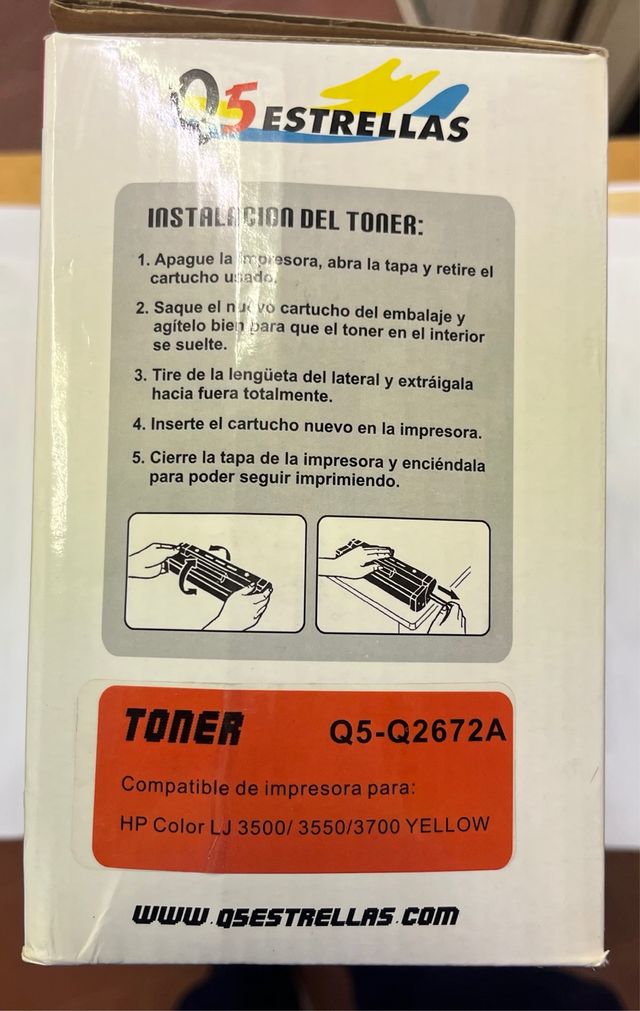 Q5 ESTRELLAS
INSTALACION DEL TONER:
1. Apague la impresora, abra la tapa y retire el
cartucho usado.
2. Saque el nuevo cartucho del embalaje y
agítelo bien para que el toner en el interior
se suelte.
3. Tire de la lengüeta del lateral y extráigala
hacia fuera totalmente.
4. Inserte el cartucho nuevo en la impresora.
5. Cierre la tapa de la impresora y enciéndala
para poder seguir imprimiendo.
TONER Q5-Q2672A
Compatible de impresora para:
HP Color LJ 3500/ 3550/3700 YELLOW
WWW.Q5ESTRELLAS.COM